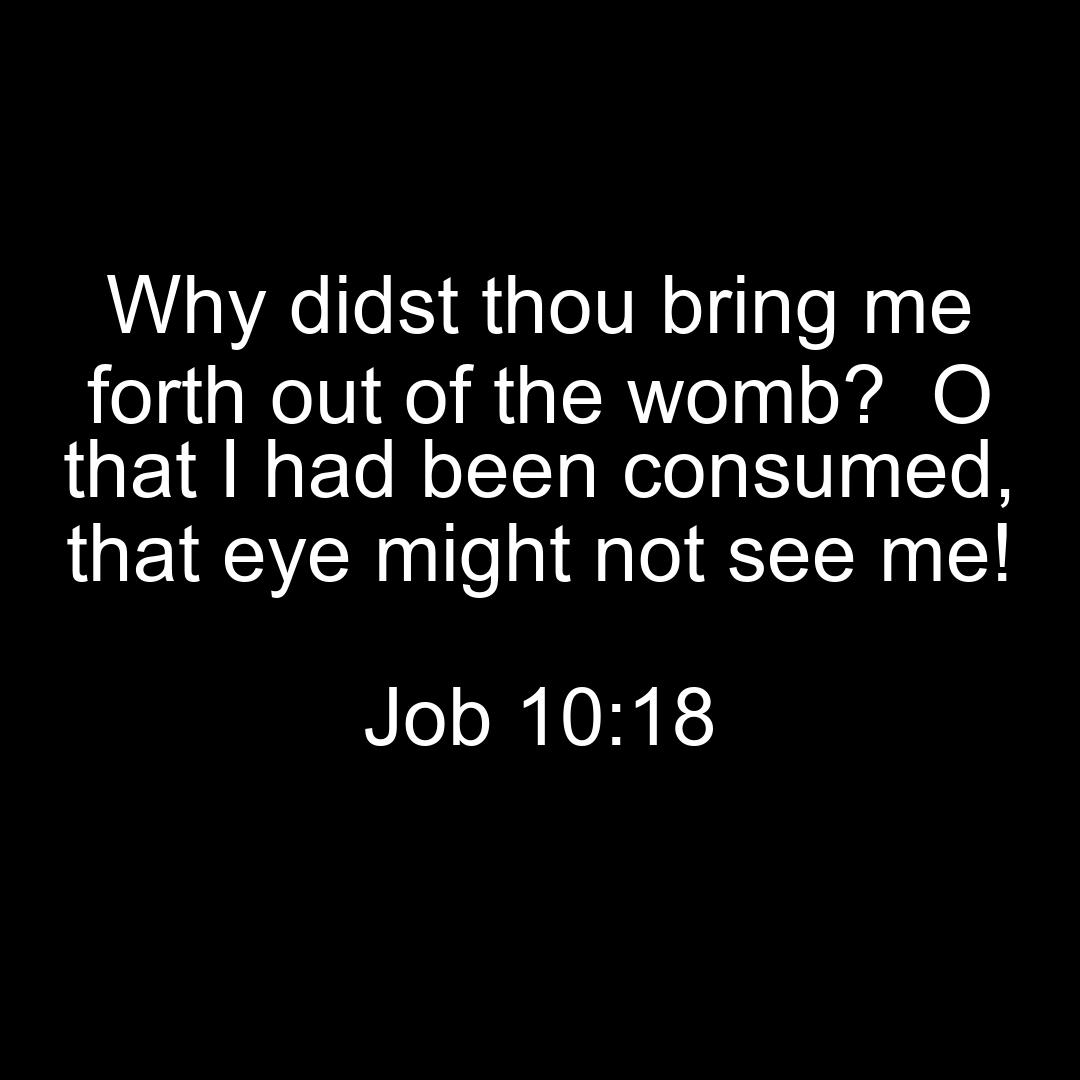 Why didst thou bring me
forth out of the womb?  O
that I had been consumed,
that eye might not see me!
Job 10:18